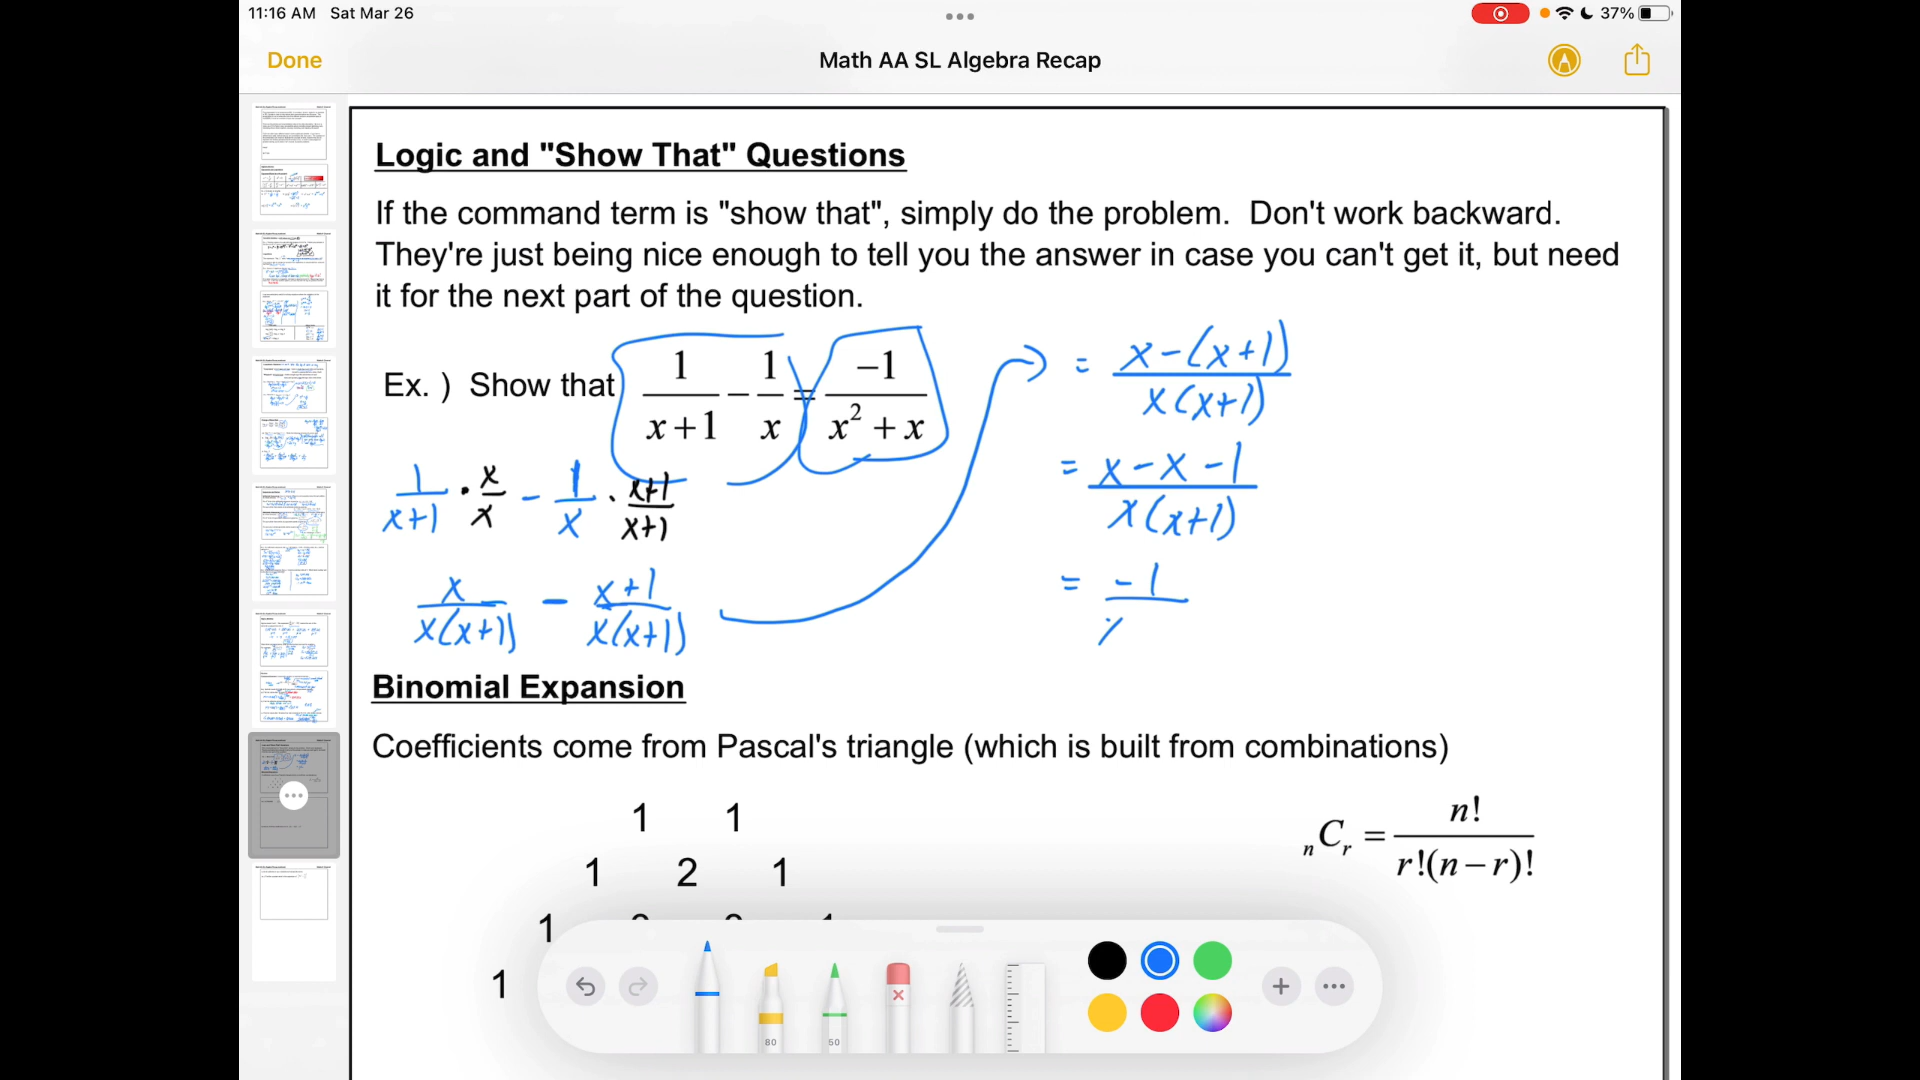 11:16 AM Sat Mar 26
37%
Done
Math AA SL Algebra Recap
Logic and "Show That" Questions
If the command term is "show that", simply do the problem. Don't work backward.
They're just being nice enough to tell you the answer in case you can't get it, but need
it for the next part of the question.
Ex. ) Show that 1/(x+1) − 1/x = −1/(x² + x)
1/(x+1) · x/x − 1/x · (x+1)/(x+1)
x/(x(x+1)) − (x+1)/(x(x+1))
= (x−(x+1))/(x(x+1))
= (x−x−1)/(x(x+1))
= −1/
Binomial Expansion
Coefficients come from Pascal's triangle (which is built from combinations)
1 1
1 2 1
1
1
nCr = n!/(r!(n−r)!)
80
50